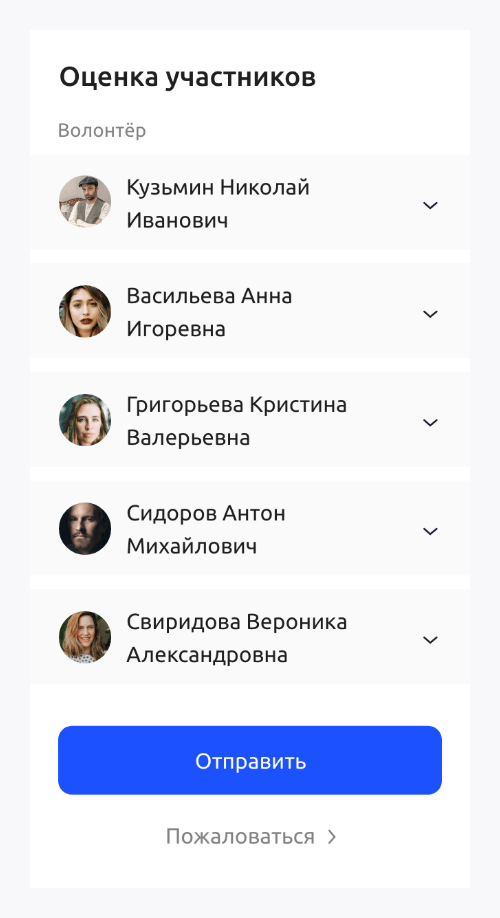 Оценка участников
Волонтёр
Кузьмин Николай
Иванович
Васильева Анна
Игоревна
Григорьева Кристина
Валерьевна
Сидоров Антон
Михайлович
Свиридова Вероника
Александровна
Отправить
Пожаловаться